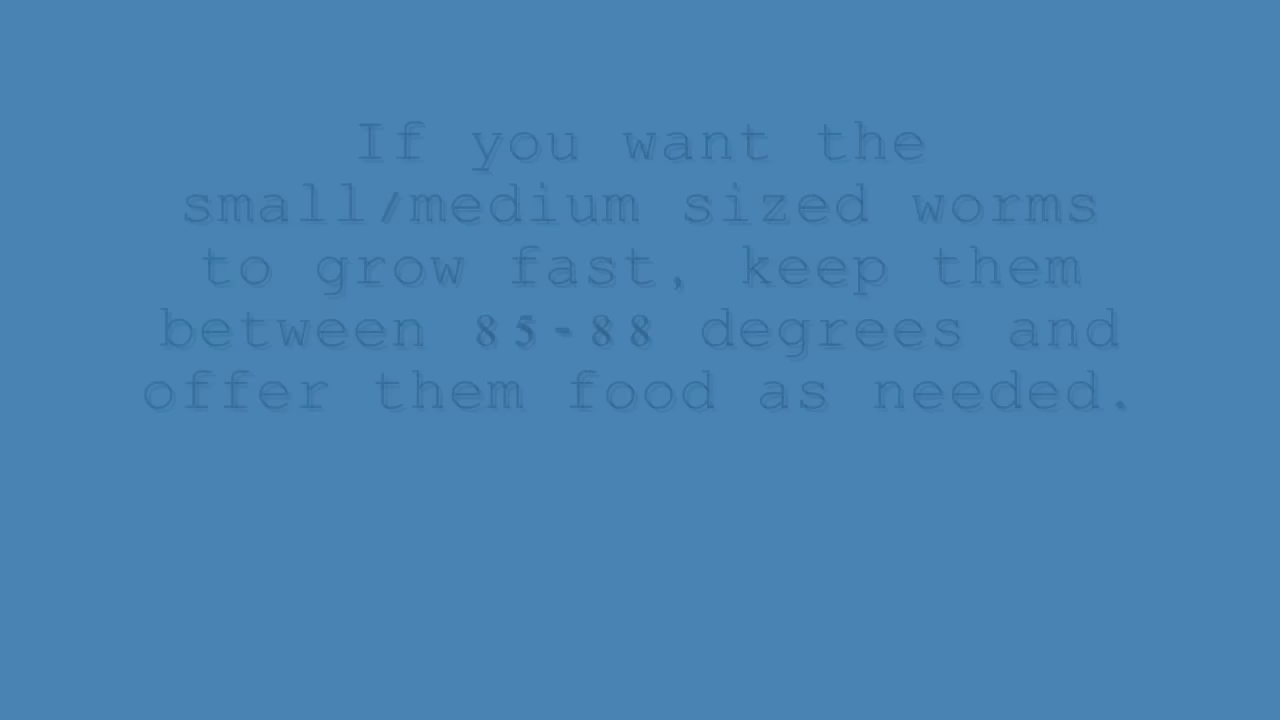 If you want the
small/medium sized worms
to grow fast, keep them
between 85-88 degrees and
offer them food as needed.